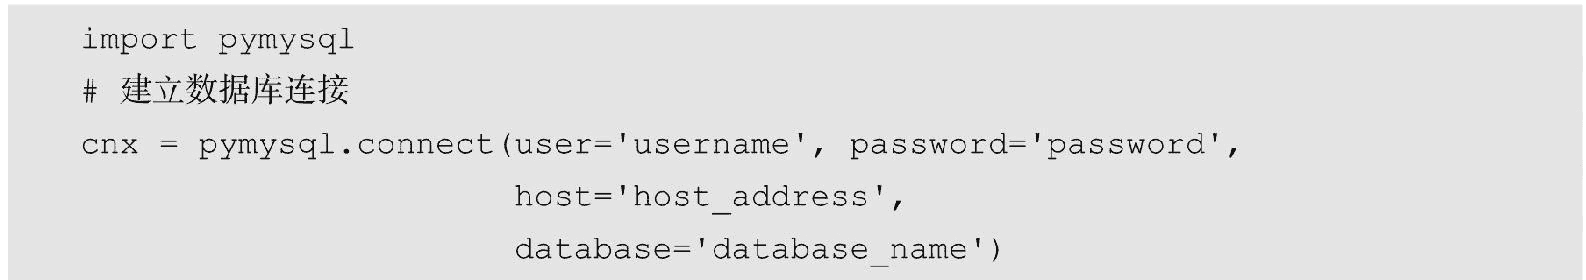 import pymysql
# 建立数据库连接
cnx = pymysql.connect(user='username', password='password',
host='host_address',
database='database_name')